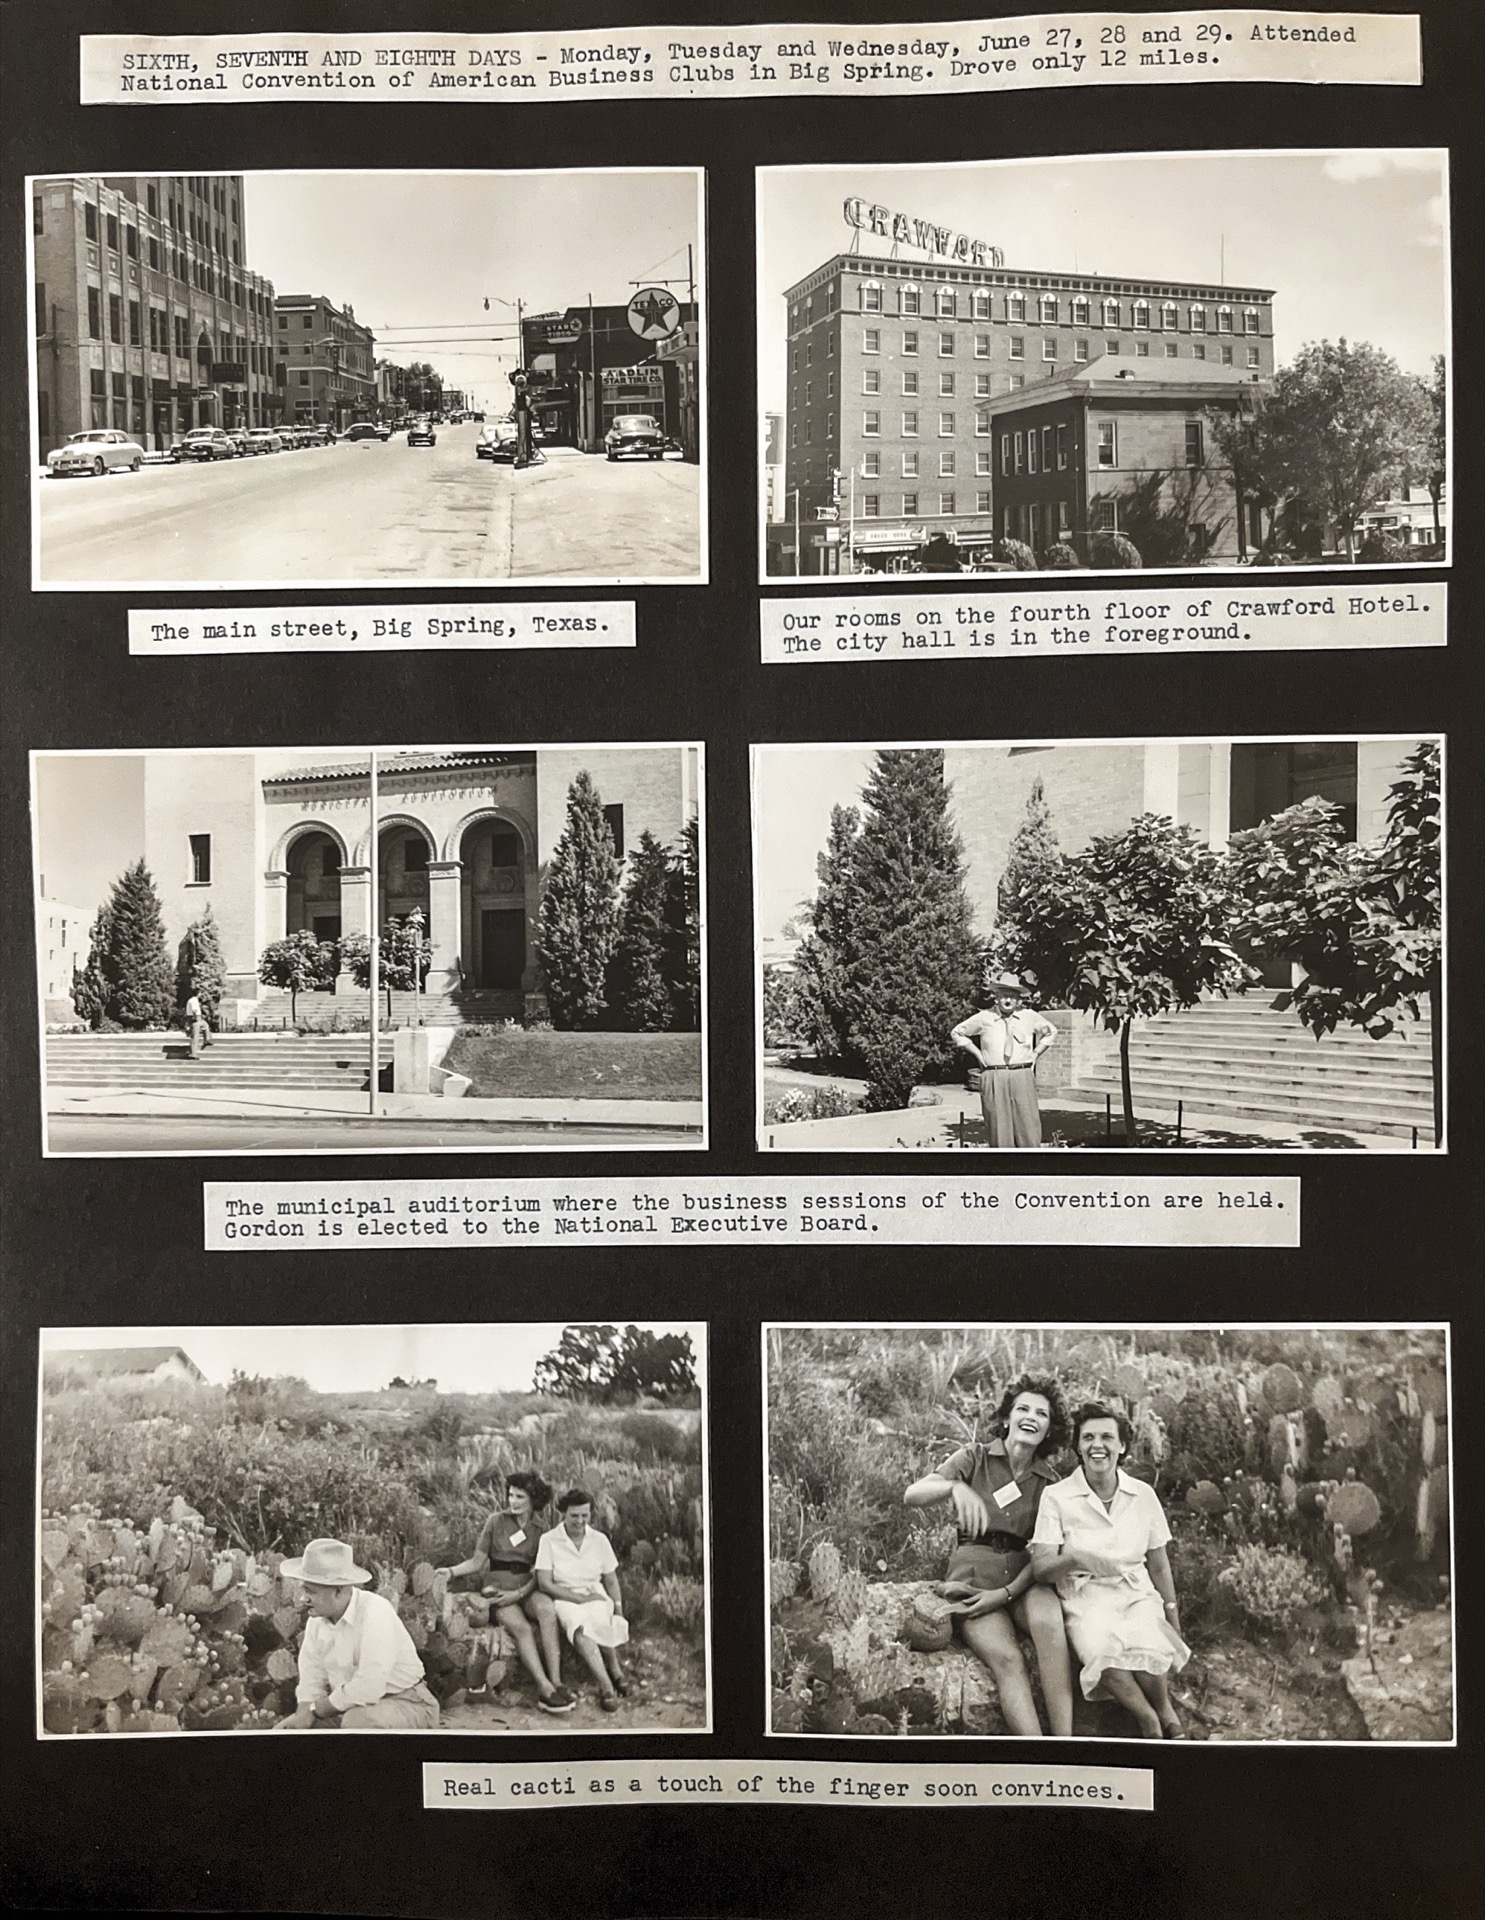 SIXTH, SEVENTH AND EIGHTH DAYS - Monday, Tuesday and Wednesday, June 27, 28 and 29. Attended
National Convention of American Business Clubs in Big Spring. Drove only 12 miles.
TEXACO
STAR
TIRES
STAR TIRE CO.
CRAWFORD
The main street, Big Spring, Texas.
Our rooms on the fourth floor of Crawford Hotel.
The city hall is in the foreground.
MUNICIPAL AUDITORIUM
The municipal auditorium where the business sessions of the Convention are held.
Gordon is elected to the National Executive Board.
Real cacti as a touch of the finger soon convinces.